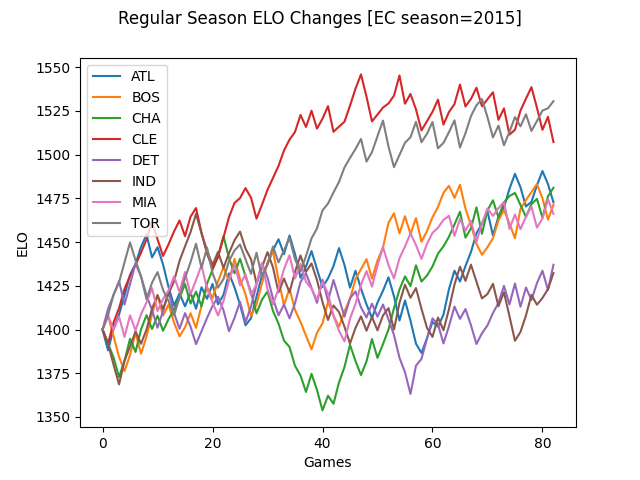 Regular Season ELO Changes [EC season=2015]
ELO
1550
1525
1500
1475
1450
1425
1400
1375
1350
ATL
BOS
CHA
CLE
DET
IND
MIA
TOR
0 20 40 60 80
Games